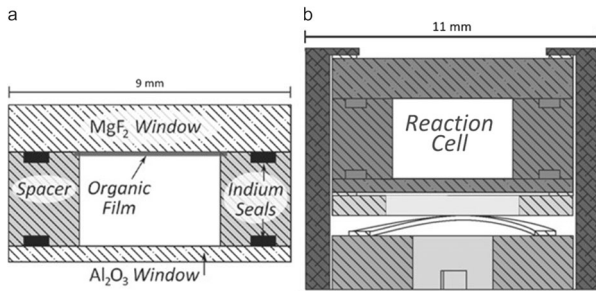 a
9 mm
MgF₂ Window
Spacer
Organic
Film
Indium
Seals
Al₂O₃ Window
b
11 mm
Reaction
Cell